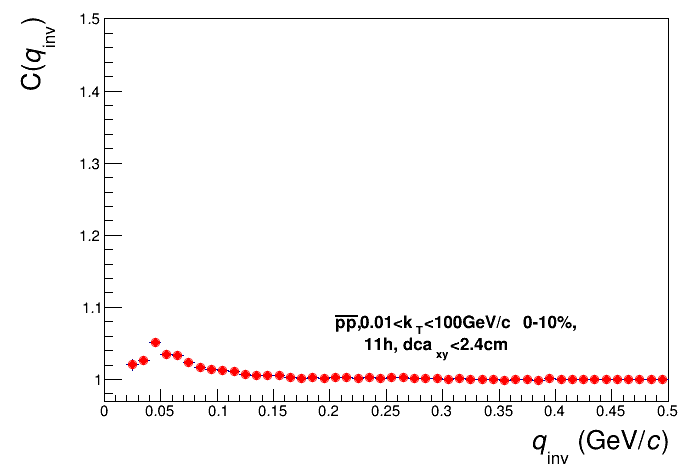 C(q_inv)
1.5
1.4
1.3
1.2
1.1
1
p̅p̅,0.01<k_T<100GeV/c 0-10%,
11h, dca_xy<2.4cm
0 0.05 0.1 0.15 0.2 0.25 0.3 0.35 0.4 0.45 0.5
q_inv (GeV/c)